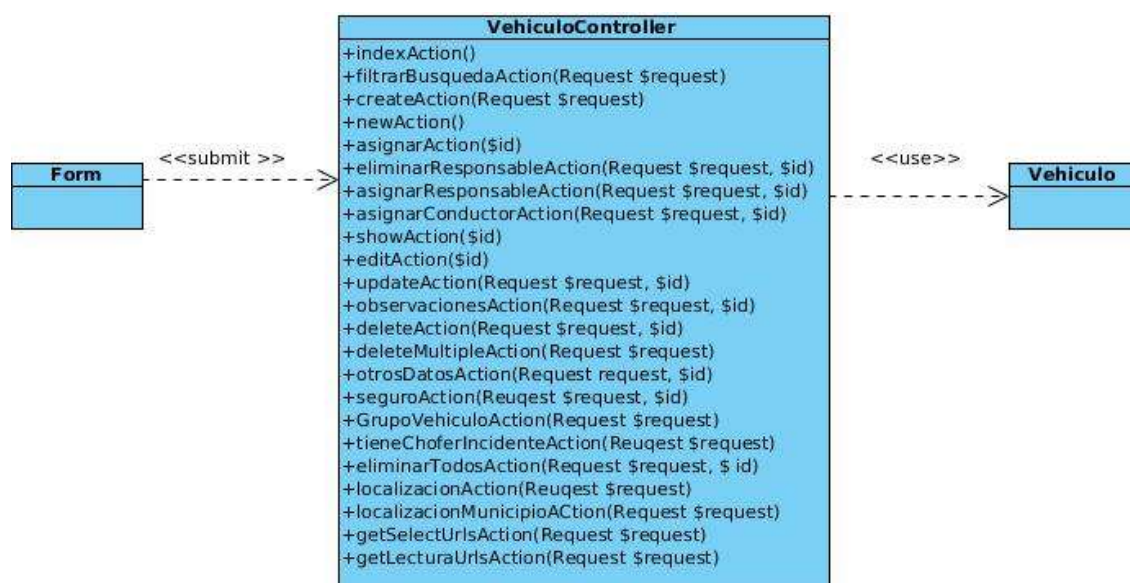 VehiculoController
+indexAction()
+filtrarBusquedaAction(Request $request)
+createAction(Request $request)
+newAction()
+asignarAction($id)
+eliminarResponsableAction(Request $request, $id)
+asignarResponsableAction(Request $request, $id)
+asignarConductorAction(Request $request, $id)
+showAction($id)
+editAction($id)
+updateAction(Request $request, $id)
+observacionesAction(Request $request, $id)
+deleteAction(Request $request, $id)
+deleteMultipleAction(Request $request)
+otrosDatosAction(Request request, $id)
+seguroAction(Reuqest $request, $id)
+GrupoVehiculoAction(Request $request)
+tieneChoferIncidenteAction(Reuqest $request)
+eliminarTodosAction(Request $request, $ id)
+localizacionAction(Reuqest $request)
+localizacionMunicipioACtion(Request $request)
+getSelectUrlsAction(Request $request)
+getLecturaUrlsAction(Request $request)
<<submit >>
Form
<<use>>
Vehiculo